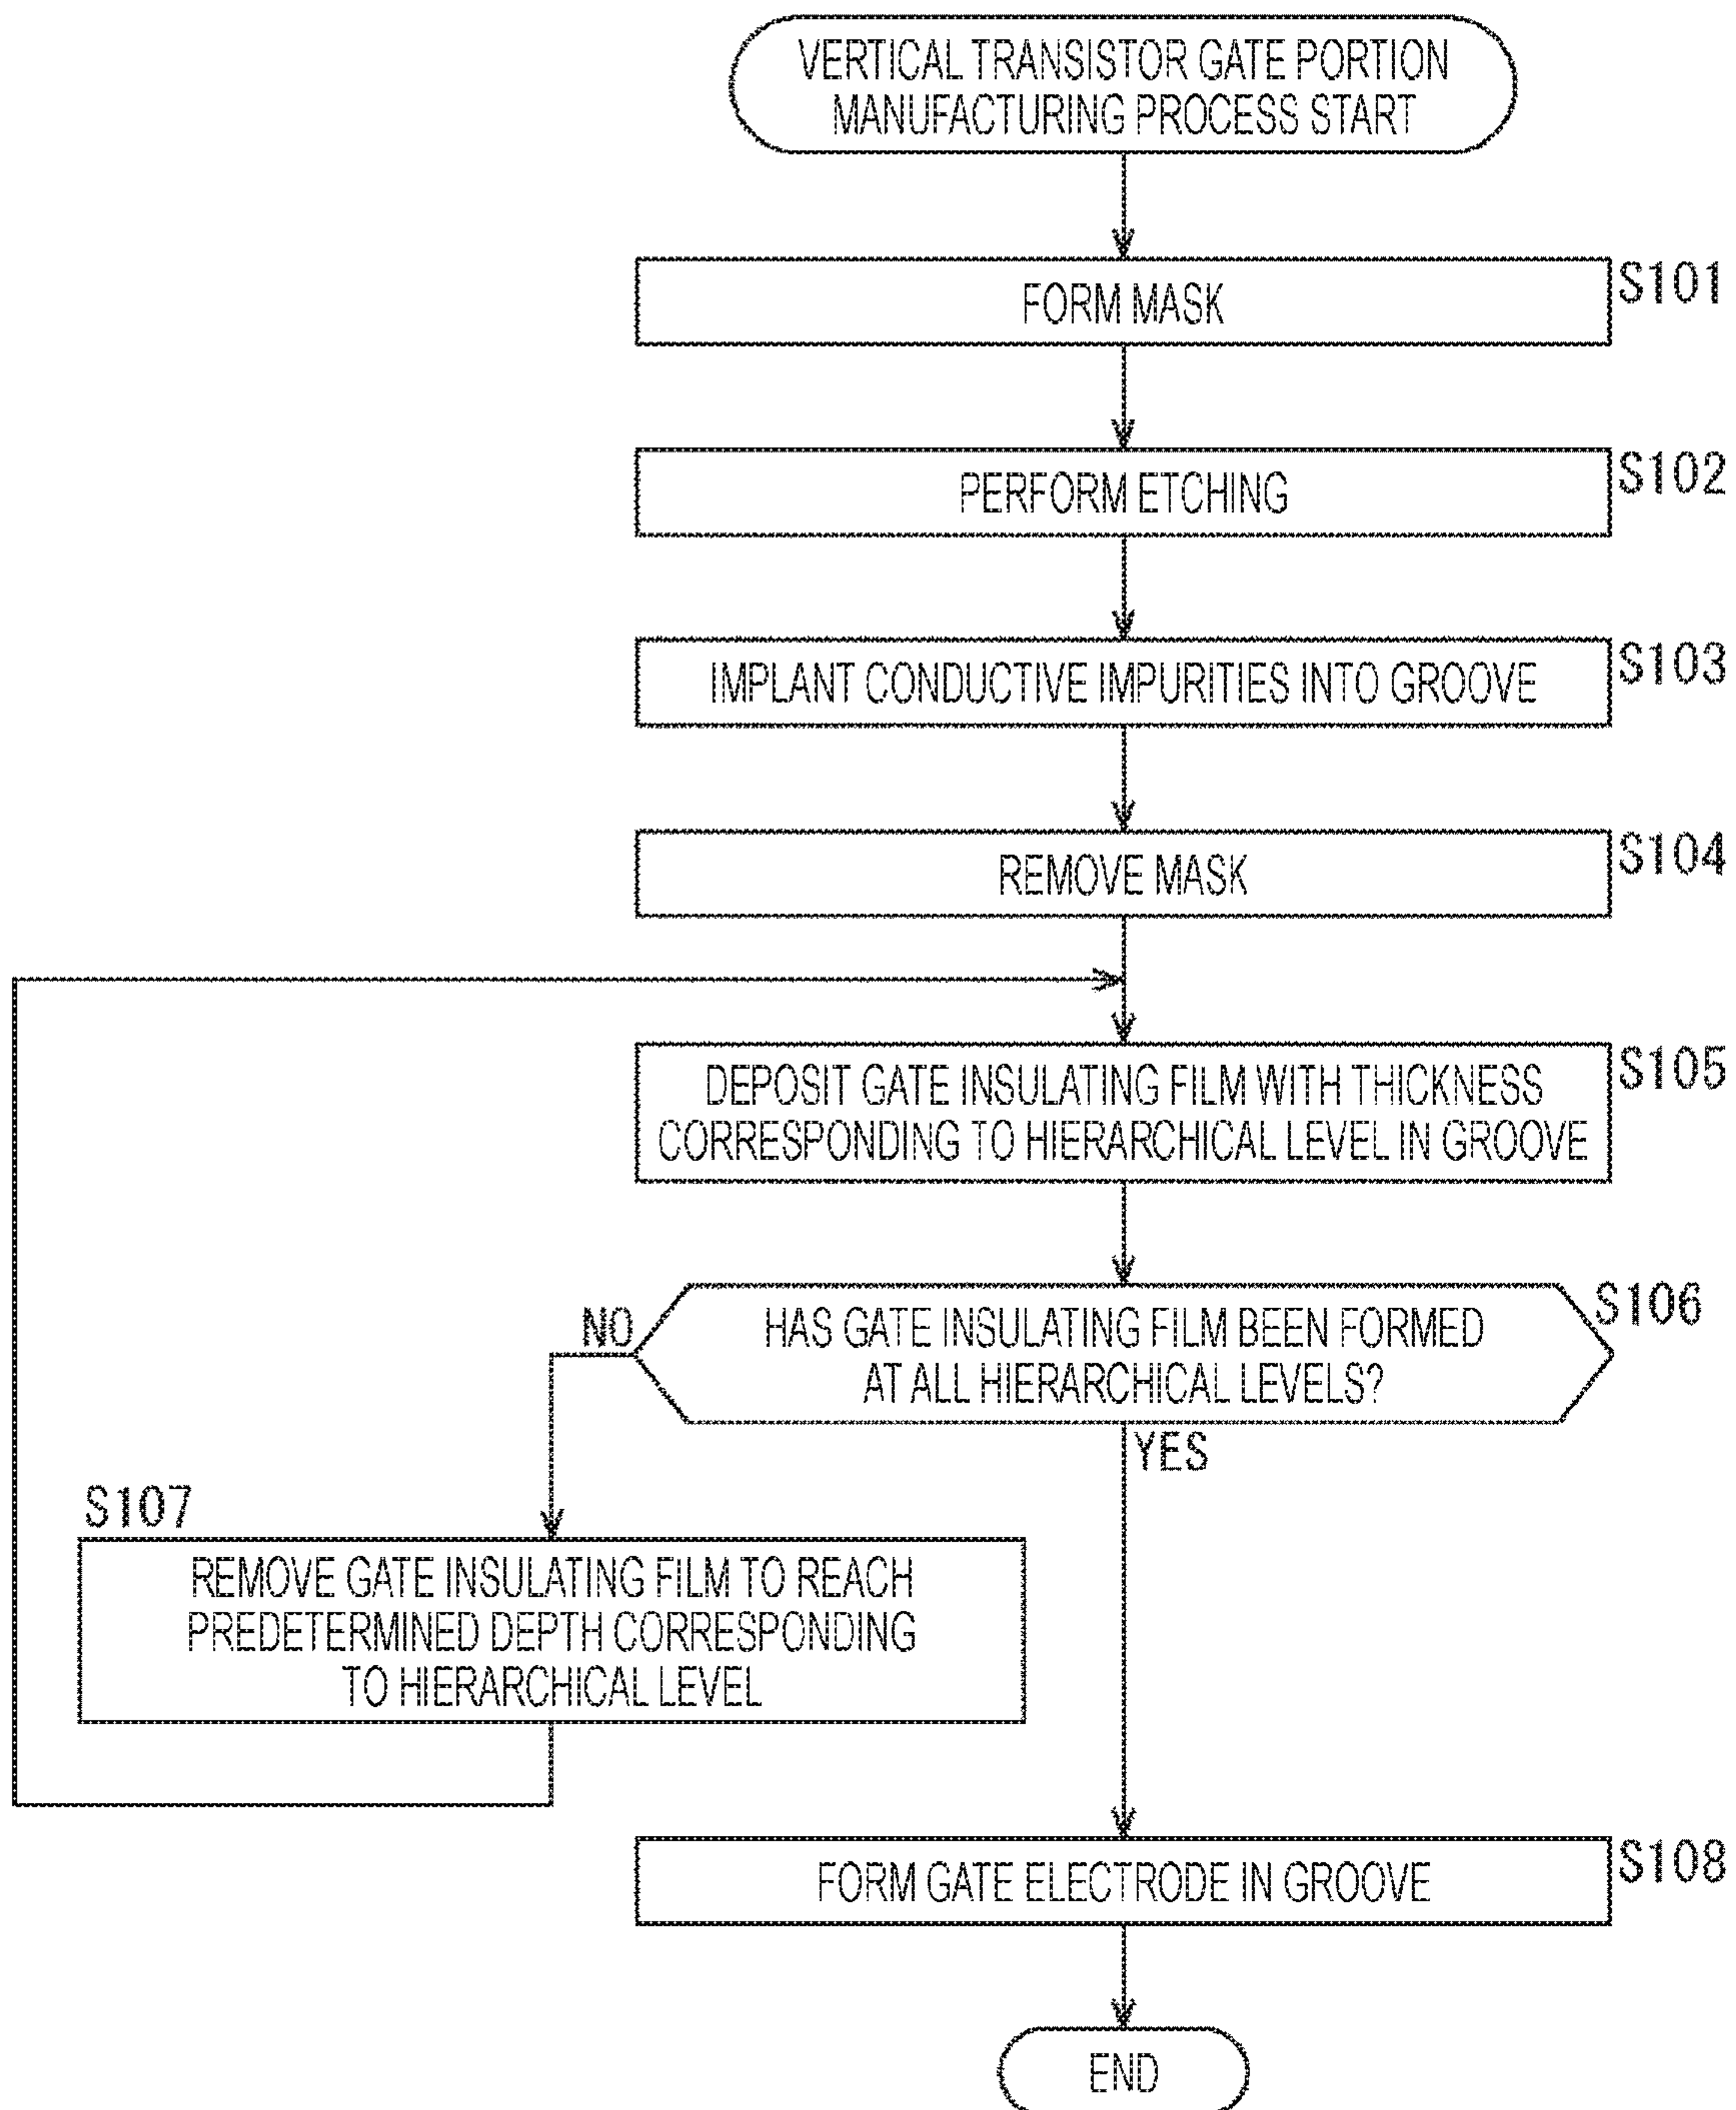 VERTICAL TRANSISTOR GATE PORTION
MANUFACTURING PROCESS START
FORM MASK
S101
PERFORM ETCHING
S102
IMPLANT CONDUCTIVE IMPURITIES INTO GROOVE
S103
REMOVE MASK
S104
DEPOSIT GATE INSULATING FILM WITH THICKNESS
CORRESPONDING TO HIERARCHICAL LEVEL IN GROOVE
S105
HAS GATE INSULATING FILM BEEN FORMED
AT ALL HIERARCHICAL LEVELS?
S106
NO
YES
S107
REMOVE GATE INSULATING FILM TO REACH
PREDETERMINED DEPTH CORRESPONDING
TO HIERARCHICAL LEVEL
FORM GATE ELECTRODE IN GROOVE
S108
END